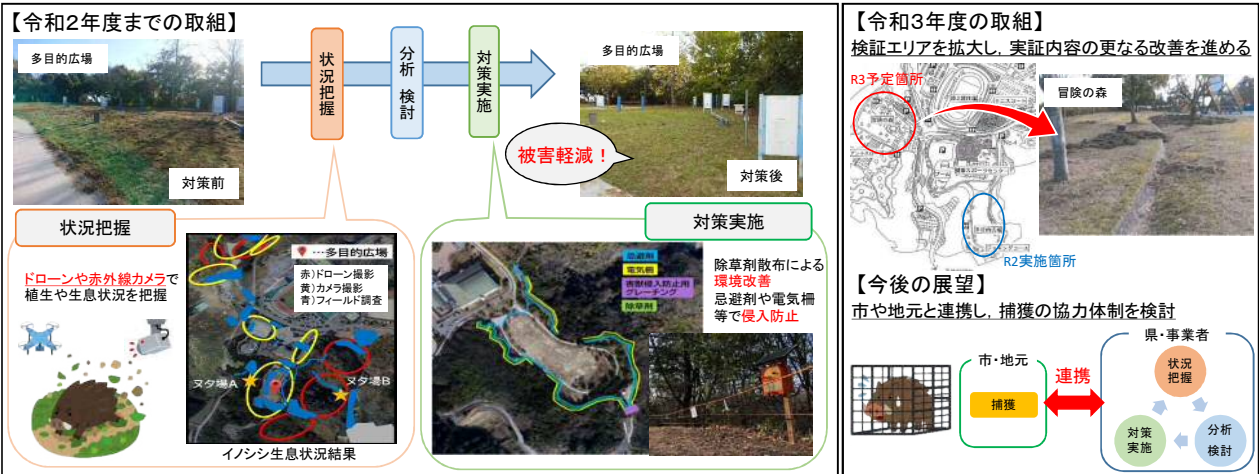 【令和2年度までの取組】
多目的広場
対策前
状況把握
分析 検討
対策実施
多目的広場
被害軽減！
対策後
状況把握
ドローンや赤外線カメラで
植生や生息状況を把握
…多目的広場
赤)ドローン撮影
黄)カメラ撮影
青)フィールド調査
ヌタ場A
ヌタ場B
イノシシ生息状況結果
対策実施
忌避剤
電気柵
害獣侵入防止用
グレーチング
除草剤
除草剤散布による
環境改善
忌避剤や電気柵
等で侵入防止
【令和3年度の取組】
検証エリアを拡大し，実証内容の更なる改善を進める
R3予定箇所
冒険の森
R2実施箇所
【今後の展望】
市や地元と連携し，捕獲の協力体制を検討
市・地元
捕獲
連携
県・事業者
状況
把握
対策
実施
分析
検討